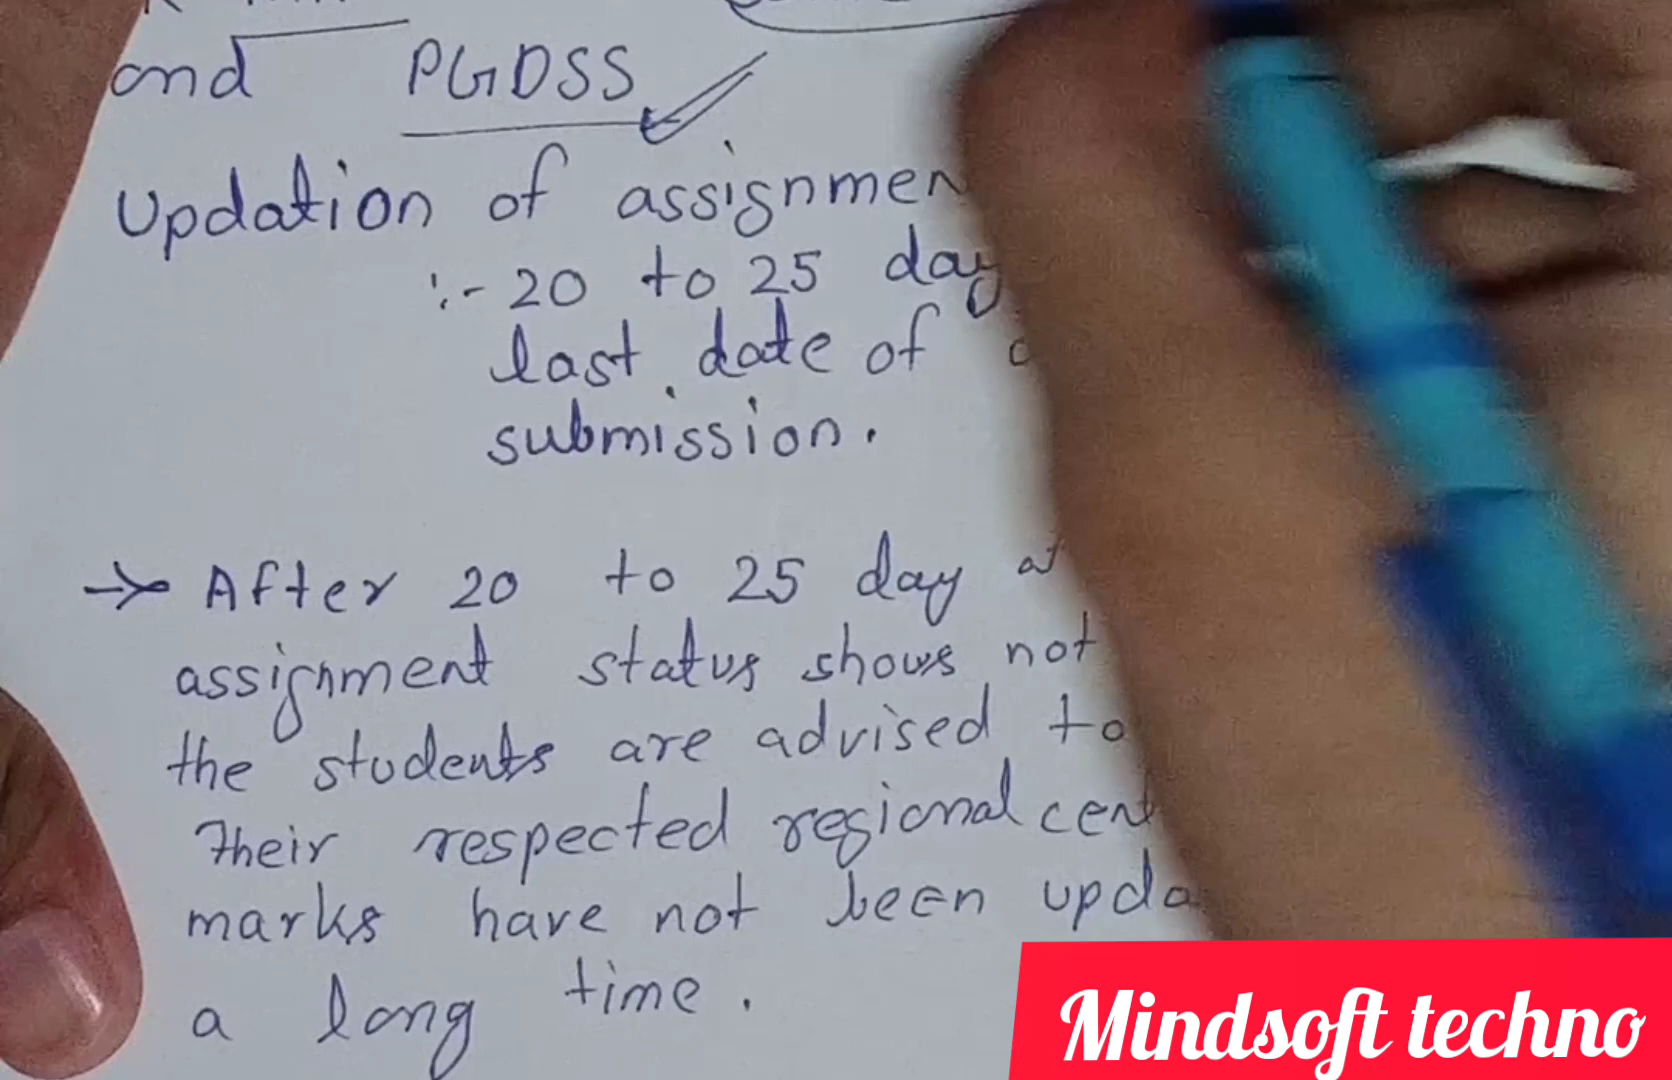 and PGDSS
Updation of assignmen
:- 20 to 25 day
last date of
submission.
→ After 20 to 25 day
assignment status shows not
the students are advised to
Their respected regional cent
marks have not been upda
a long time.
Mindsoft techno